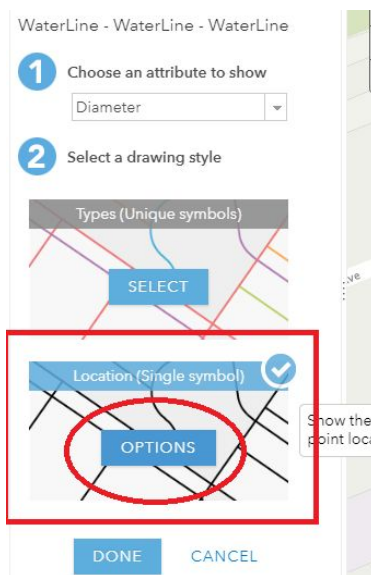 WaterLine - WaterLine - WaterLine
1 Choose an attribute to show
Diameter
2 Select a drawing style
Types (Unique symbols)
SELECT
Location (Single symbol)
OPTIONS
Show the
point loca
ve
DONE CANCEL